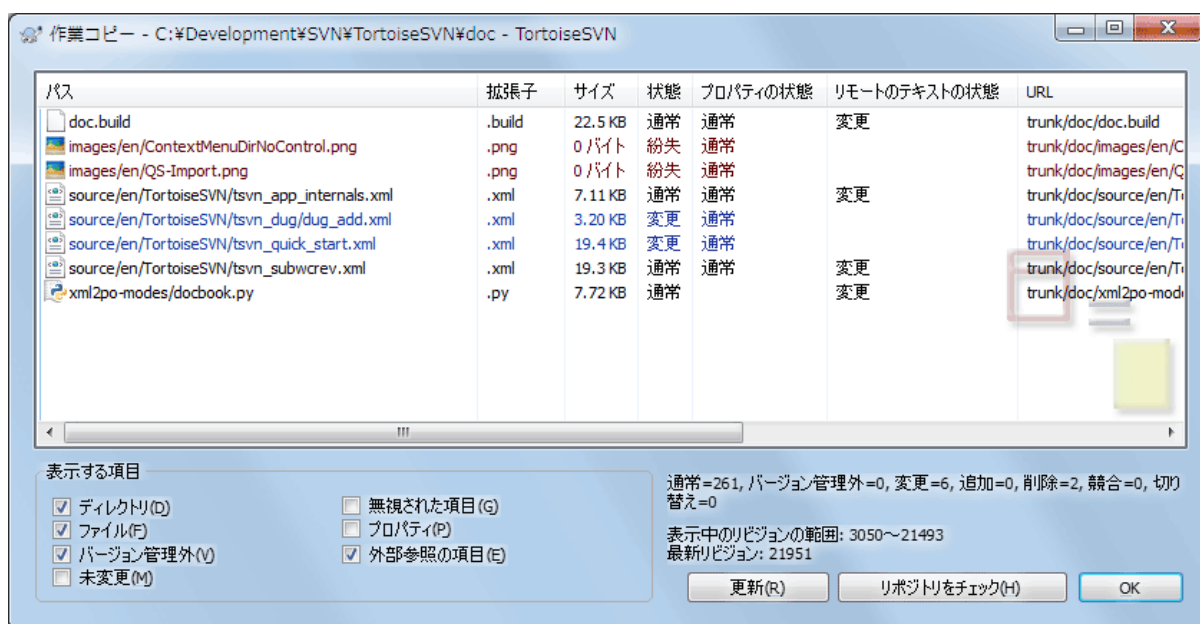 作業コピー - C:¥Development¥SVN¥TortoiseSVN¥doc - TortoiseSVN
パス 拡張子 サイズ 状態 プロパティの状態 リモートのテキストの状態 URL
doc.build .build 22.5 KB 通常 通常 変更 trunk/doc/doc.build
images/en/ContextMenuDirNoControl.png .png 0 バイト 紛失 通常 trunk/doc/images/en/C
images/en/QS-Import.png .png 0 バイト 紛失 通常 trunk/doc/images/en/Q
source/en/TortoiseSVN/tsvn_app_internals.xml .xml 7.11 KB 通常 通常 変更 trunk/doc/source/en/T
source/en/TortoiseSVN/tsvn_dug/dug_add.xml .xml 3.20 KB 変更 通常 trunk/doc/source/en/T
source/en/TortoiseSVN/tsvn_quick_start.xml .xml 19.4 KB 変更 通常 trunk/doc/source/en/T
source/en/TortoiseSVN/tsvn_subwcrev.xml .xml 19.3 KB 通常 通常 変更 trunk/doc/source/en/T
xml2po-modes/docbook.py .py 7.72 KB 通常 変更 trunk/doc/xml2po-mod
表示する項目
ディレクトリ(D)
ファイル(F)
バージョン管理外(V)
未変更(M)
無視された項目(G)
プロパティ(P)
外部参照の項目(E)
通常=261, バージョン管理外=0, 変更=6, 追加=0, 削除=2, 競合=0, 切り
替え=0
表示中のリビジョンの範囲: 3050～21493
最新リビジョン: 21951
更新(R) リポジトリをチェック(H) OK